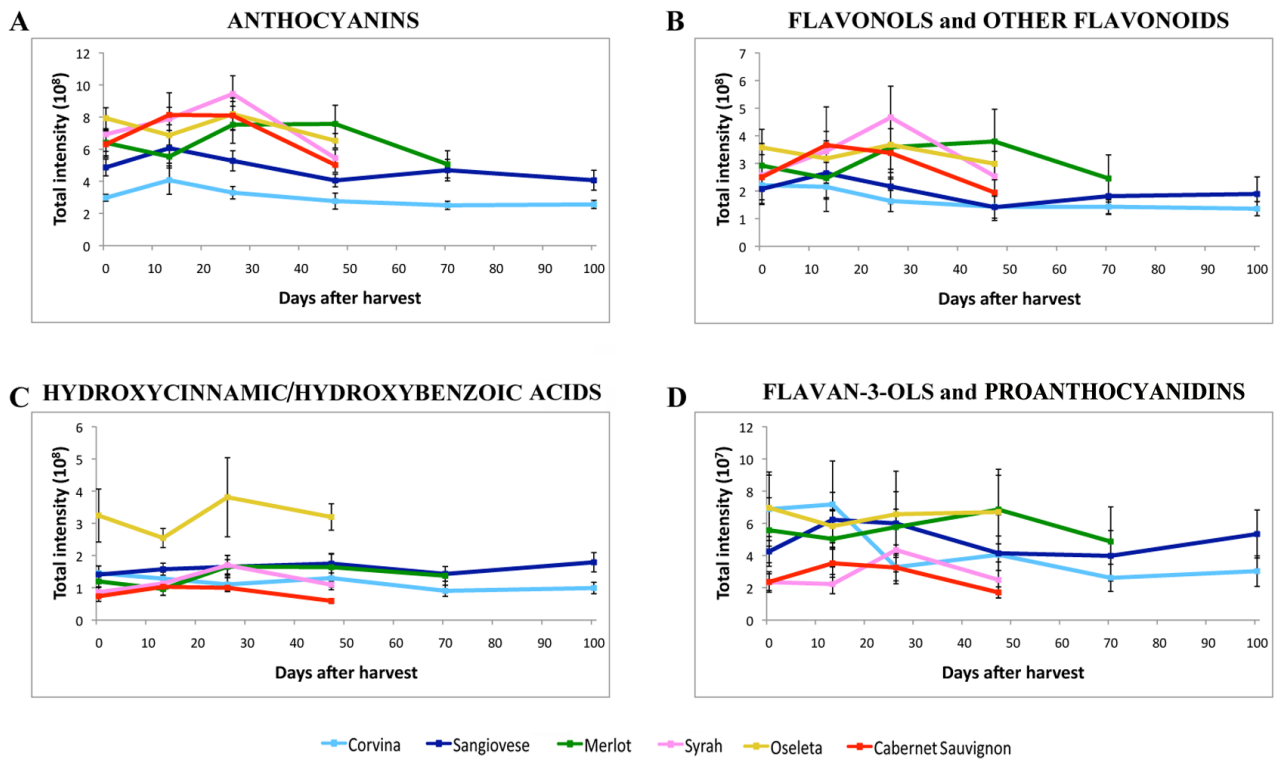 A ANTHOCYANINS
Total intensity (10⁸)
12
10
8
6
4
2
0
0 10 20 30 40 50 60 70 80 90 100
Days after harvest
B FLAVONOLS and OTHER FLAVONOIDS
Total intensity (10⁸)
7
6
5
4
3
2
1
0
0 10 20 30 40 50 60 70 80 90 100
Days after harvest
C HYDROXYCINNAMIC/HYDROXYBENZOIC ACIDS
Total intensity (10⁸)
6
5
4
3
2
1
0
0 10 20 30 40 50 60 70 80 90 100
Days after harvest
D FLAVAN-3-OLS and PROANTHOCYANIDINS
Total intensity (10⁷)
12
10
8
6
4
2
0
0 10 20 30 40 50 60 70 80 90 100
Days after harvest
Corvina Sangiovese Merlot Syrah Oseleta Cabernet Sauvignon